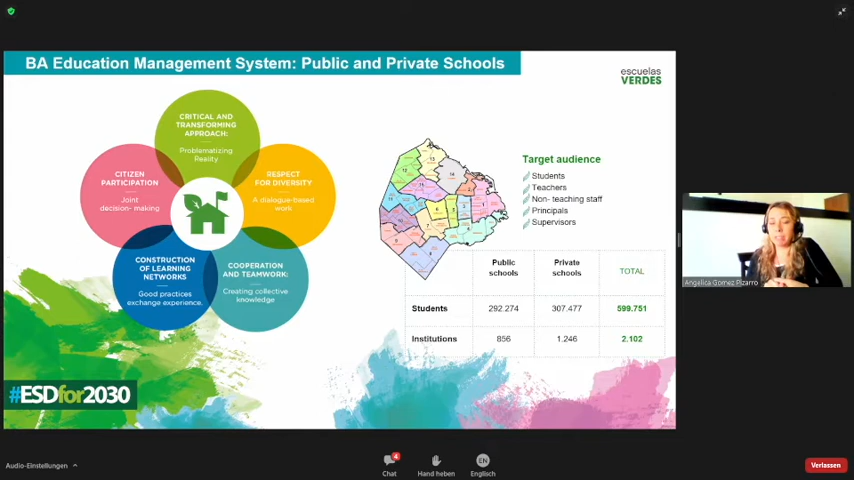 BA Education Management System: Public and Private Schools
escuelas
VERDES
CRITICAL AND
TRANSFORMING
APPROACH:
Problematizing
Reality
CITIZEN
PARTICIPATION
Joint
decision- making
RESPECT
FOR DIVERSITY
A dialogue-based
work
CONSTRUCTION
OF LEARNING
NETWORKS
Good practices
exchange experience.
COOPERATION
AND TEAMWORK:
Creating collective
knowledge
Target audience
Students
Teachers
Non- teaching staff
Principals
Supervisors
Public schools Private schools TOTAL
Students 292.274 307.477 599.751
Institutions 856 1.246 2.102
#ESDfor2030
Angelica Gomez Pizarro
Audio-Einstellungen
4
Chat
Hand heben
EN
Englisch
Verlassen